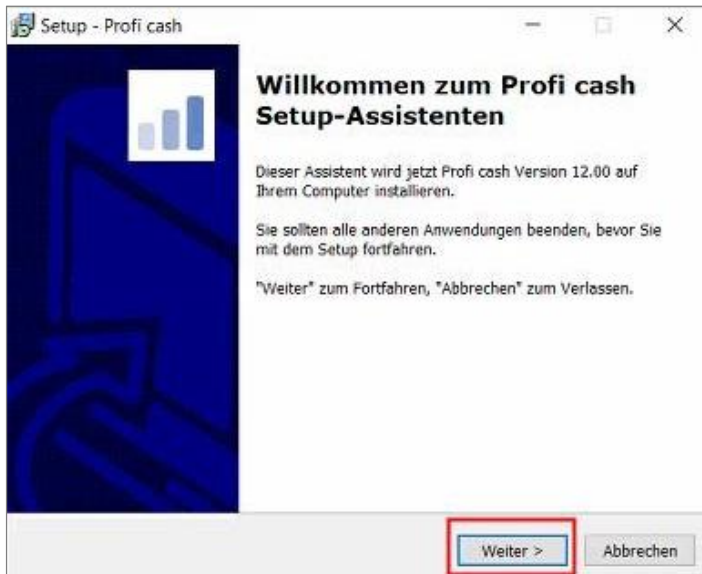 Setup - Profi cash
Willkommen zum Profi cash
Setup-Assistenten
Dieser Assistent wird jetzt Profi cash Version 12.00 auf
Ihrem Computer installieren.
Sie sollten alle anderen Anwendungen beenden, bevor Sie
mit dem Setup fortfahren.
"Weiter" zum Fortfahren, "Abbrechen" zum Verlassen.
Weiter >
Abbrechen